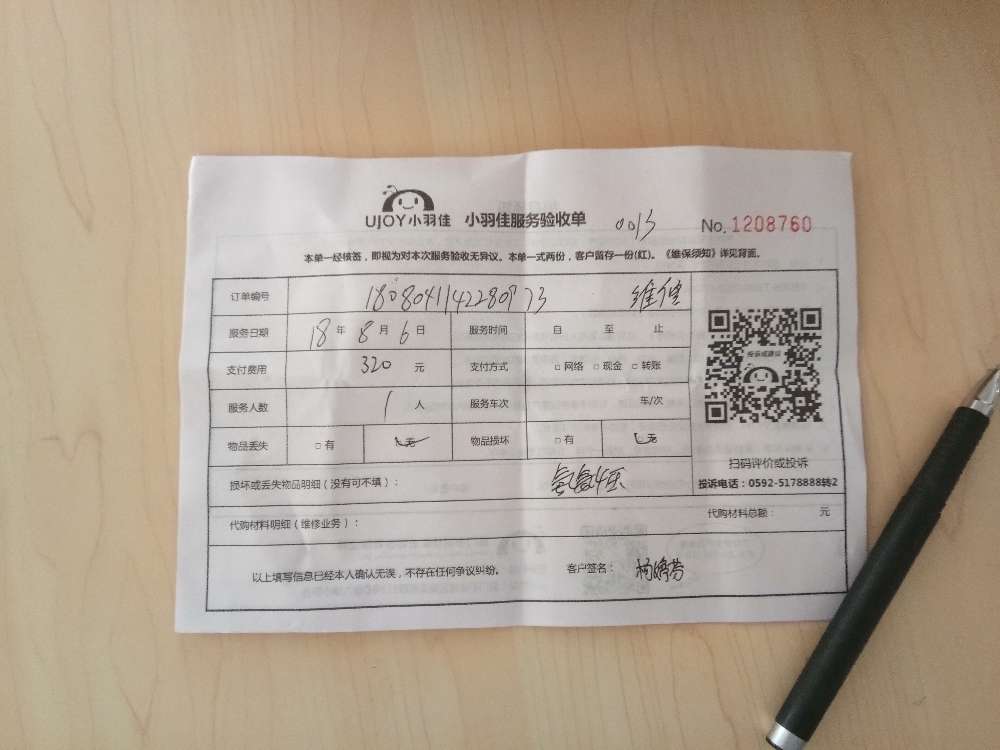 UJOY小羽佳 小羽佳服务验收单 0013 No. 1208760
本单一经核签，即视为对本次服务验收无异议。本单一式两份，客户留存一份(红)。《维保须知》详见背面。
订单编号 维修
服务日期 18年8月6日 服务时间 自 至 止
支付费用 320 元 支付方式 □网络 □现金 □转账
服务人数 1 人 服务车次 车/次
物品丢失 □有 无 物品损坏 □有 无
投诉或建议
扫码评价或投诉
损坏或丢失物品明细（没有可不填）：
投诉电话：0592-5178888转2
代购材料明细（维修业务）： 代购材料总额： 元
以上填写信息已经本人确认无误，不存在任何争议纠纷。 客户签名：